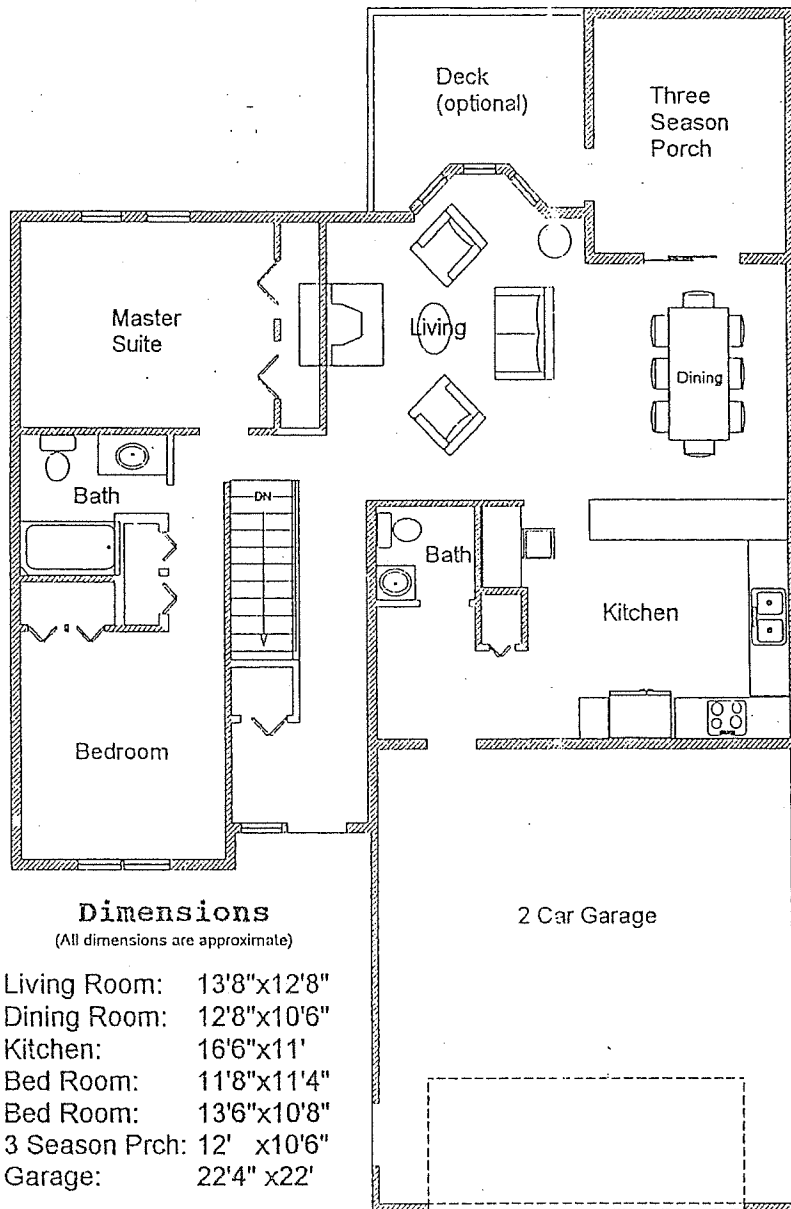 Deck
(optional)
Three
Season
Porch
Master
Suite
Living
Dining
Bath
DN
Bath
Kitchen
Bedroom
2 Car Garage
Dimensions
(All dimensions are approximate)
Living Room: 13'8"x12'8"
Dining Room: 12'8"x10'6"
Kitchen: 16'6"x11'
Bed Room: 11'8"x11'4"
Bed Room: 13'6"x10'8"
3 Season Prch: 12' x10'6"
Garage: 22'4" x22'